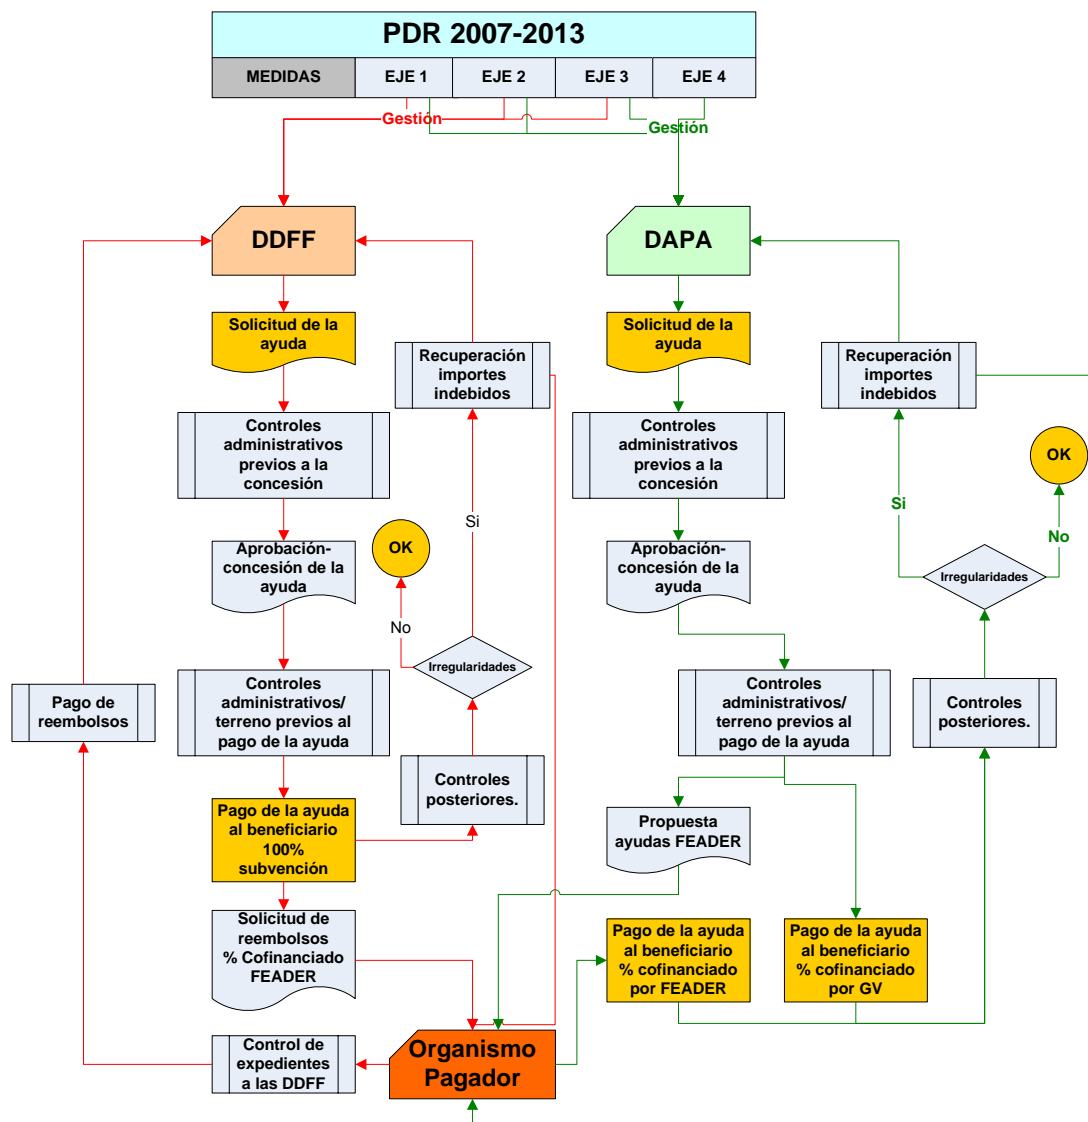 PDR 2007-2013
MEDIDAS
EJE 1
EJE 2
EJE 3
EJE 4
Gestión
Gestión
DDFF
DAPA
Solicitud de la
ayuda
Solicitud de la
ayuda
Recuperación
importes
indebidos
Recuperación
importes
indebidos
Controles
administrativos
previos a la
concesión
Controles
administrativos
previos a la
concesión
OK
Si
Si
No
Aprobación-
concesión de la
ayuda
OK
Aprobación-
concesión de la
ayuda
Irregularidades
No
Irregularidades
Pago de
reembolsos
Controles
administrativos/
terreno previos al
pago de la ayuda
Controles
administrativos/
terreno previos al
pago de la ayuda
Controles
posteriores.
Controles
posteriores.
Pago de la ayuda
al beneficiario
100%
subvención
Propuesta
ayudas FEADER
Solicitud de
reembolsos
% Cofinanciado
FEADER
Pago de la ayuda
al beneficiario
% cofinanciado
por FEADER
Pago de la ayuda
al beneficiario
% cofinanciado
por GV
Control de
expedientes
a las DDFF
Organismo
Pagador